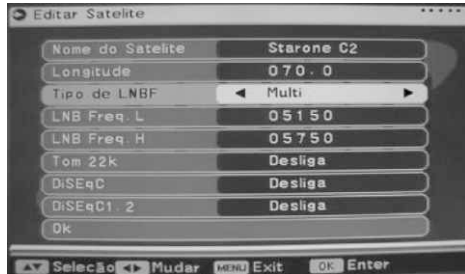 Editar Satelite
Nome do Satelite Starone C2
Longitude 070.0
Tipo de LNBF Multi
LNB Freq.L 05150
LNB Freq.H 05750
Tom 22k Desliga
DiSEqC Desliga
DiSEqC1.2 Desliga
Ok
Selecão Mudar MENU Exit OK Enter